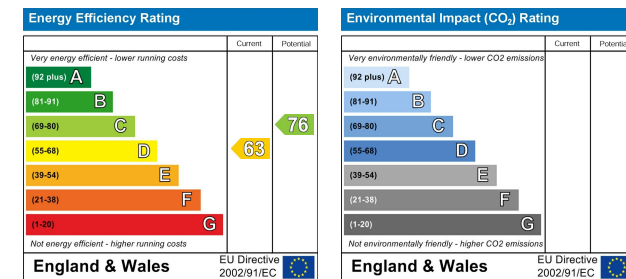 Energy Efficiency Rating
Current Potential
Very energy efficient - lower running costs
(92 plus) A
(81-91) B
(69-80) C
76
(55-68) D
63
(39-54) E
(21-38) F
(1-20) G
Not energy efficient - higher running costs
England & Wales
EU Directive
2002/91/EC
Environmental Impact (CO₂) Rating
Current Potential
Very environmentally friendly - lower CO2 emissions
(92 plus) A
(81-91) B
(69-80) C
(55-68) D
(39-54) E
(21-38) F
(1-20) G
Not environmentally friendly - higher CO2 emissions
England & Wales
EU Directive
2002/91/EC